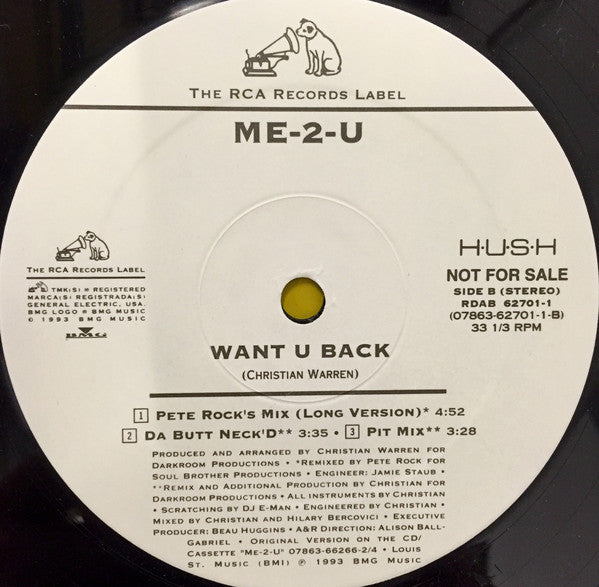 The RCA Records Label
ME-2-U
The RCA Records Label
TMK(S) ® REGISTERED
MARCA(S) REGISTRADA(S)
GENERAL ELECTRIC, USA.
BMG LOGO ® BMG MUSIC
© 1993 BMG MUSIC
BMG
H·U·S·H
NOT FOR SALE
SIDE B (STEREO)
RDAB 62701-1
(07863-62701-1-B)
33 1/3 RPM
WANT U BACK
(Christian Warren)
1 Pete Rock's Mix (Long Version)* 4:52
2 Da Butt Neck'd** 3:35 • 3 Pit Mix** 3:28
Produced and arranged by Christian Warren for
Darkroom Productions • *Remixed by Pete Rock for
Soul Brother Productions • Engineer: Jamie Staub •
**Remix and Additional Production by Christian for
Darkroom Productions • All instruments by Christian
• Scratching by DJ E-Man • Engineered by Christian •
Mixed by Christian and Hilary Bercovici • Executive
Producer: Beau Huggins • A&R Direction: Alison Ball-
Gabriel • Original Version on the CD/
Cassette "Me-2-U" 07863-66266-2/4 • Louis
St. Music (BMI) ℗ 1993 BMG Music